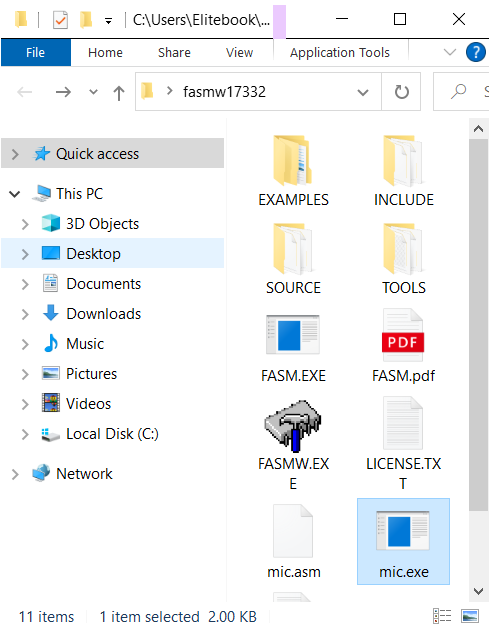 C:\Users\Elitebook\...
File Home Share View Application Tools
fasmw17332
S
Quick access
This PC
3D Objects
Desktop
Documents
Downloads
Music
Pictures
Videos
Local Disk (C:)
Network
EXAMPLES INCLUDE
SOURCE TOOLS
FASM.EXE FASM.pdf
PDF
FASMW.EX
E
LICENSE.TX
T
mic.asm mic.exe
11 items 1 item selected 2.00 KB